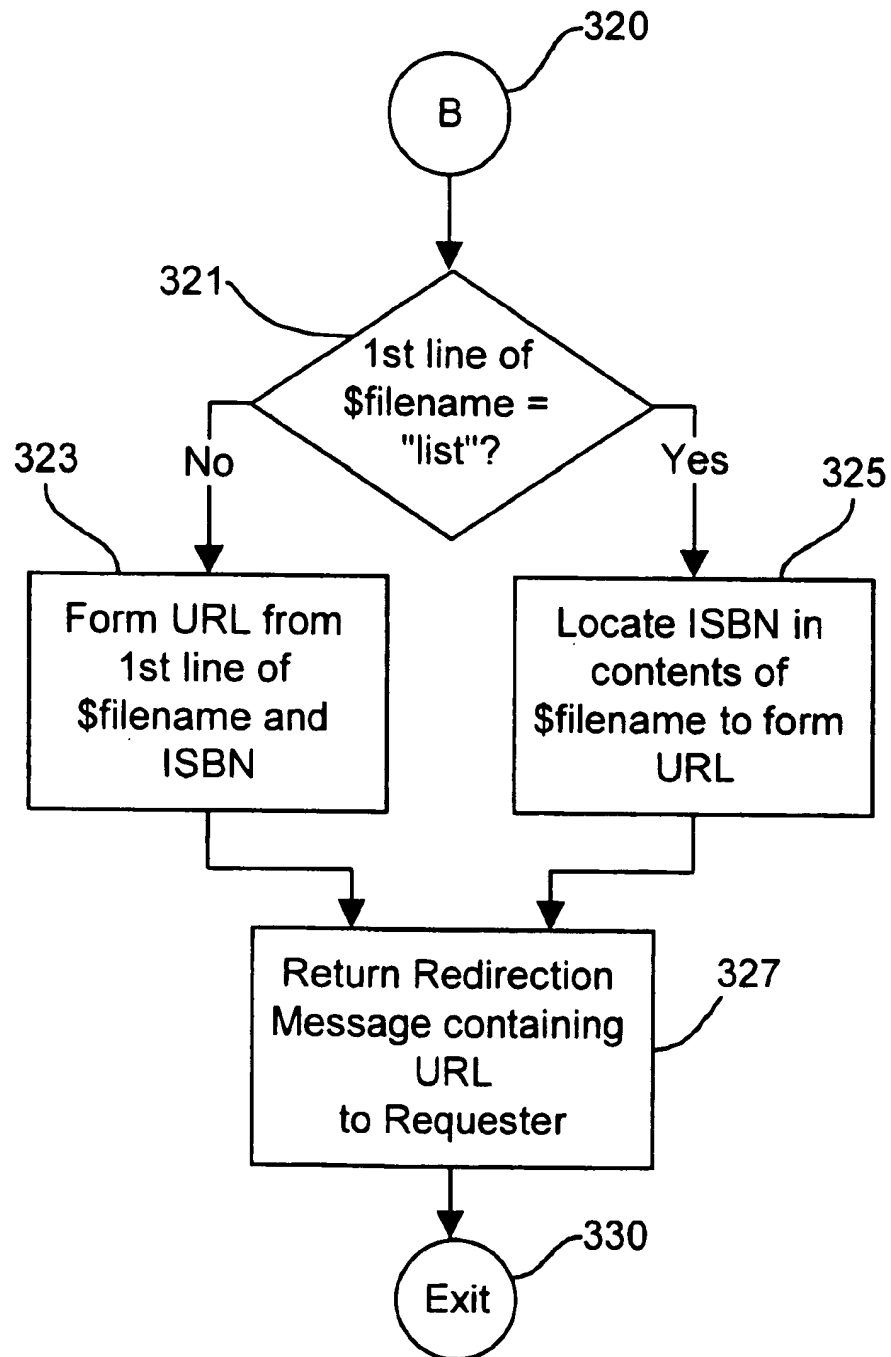 320
B
321
1st line of
$filename =
"list"?
323
No
Yes
325
Form URL from
1st line of
$filename and
ISBN
Locate ISBN in
contents of
$filename to form
URL
Return Redirection
Message containing
URL
to Requester
327
330
Exit